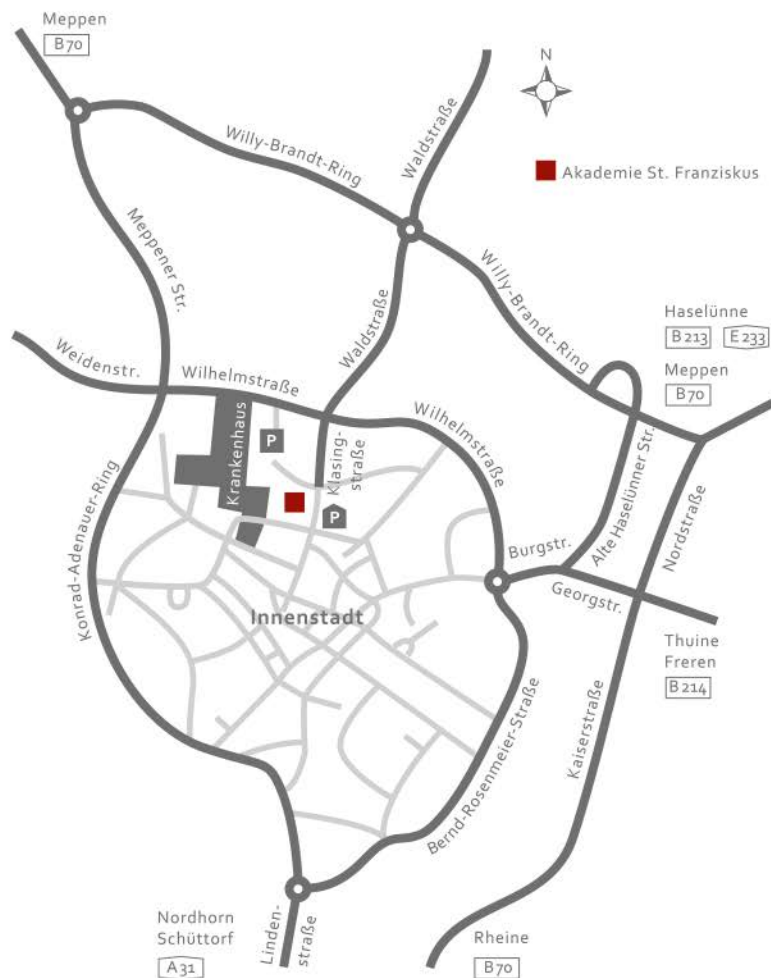 Meppen
B70
N
Willy-Brandt-Ring
Waldstraße
Akademie St. Franziskus
Meppener Str.
Waldstraße
Willy-Brandt-Ring
Haselünne
B213 E233
Meppen
B70
Weidenstr.
Wilhelmstraße
Wilhelmstraße
Krankenhaus
P
Klasing-
straße
P
Konrad-Adenauer-Ring
Alte Haselünner Str.
Nordstraße
Burgstr.
Georgstr.
Innenstadt
Thuine
Freren
B214
Kaiserstraße
Bernd-Rosenmeier-Straße
Nordhorn
Schüttorf
A31
Linden-
straße
Rheine
B70